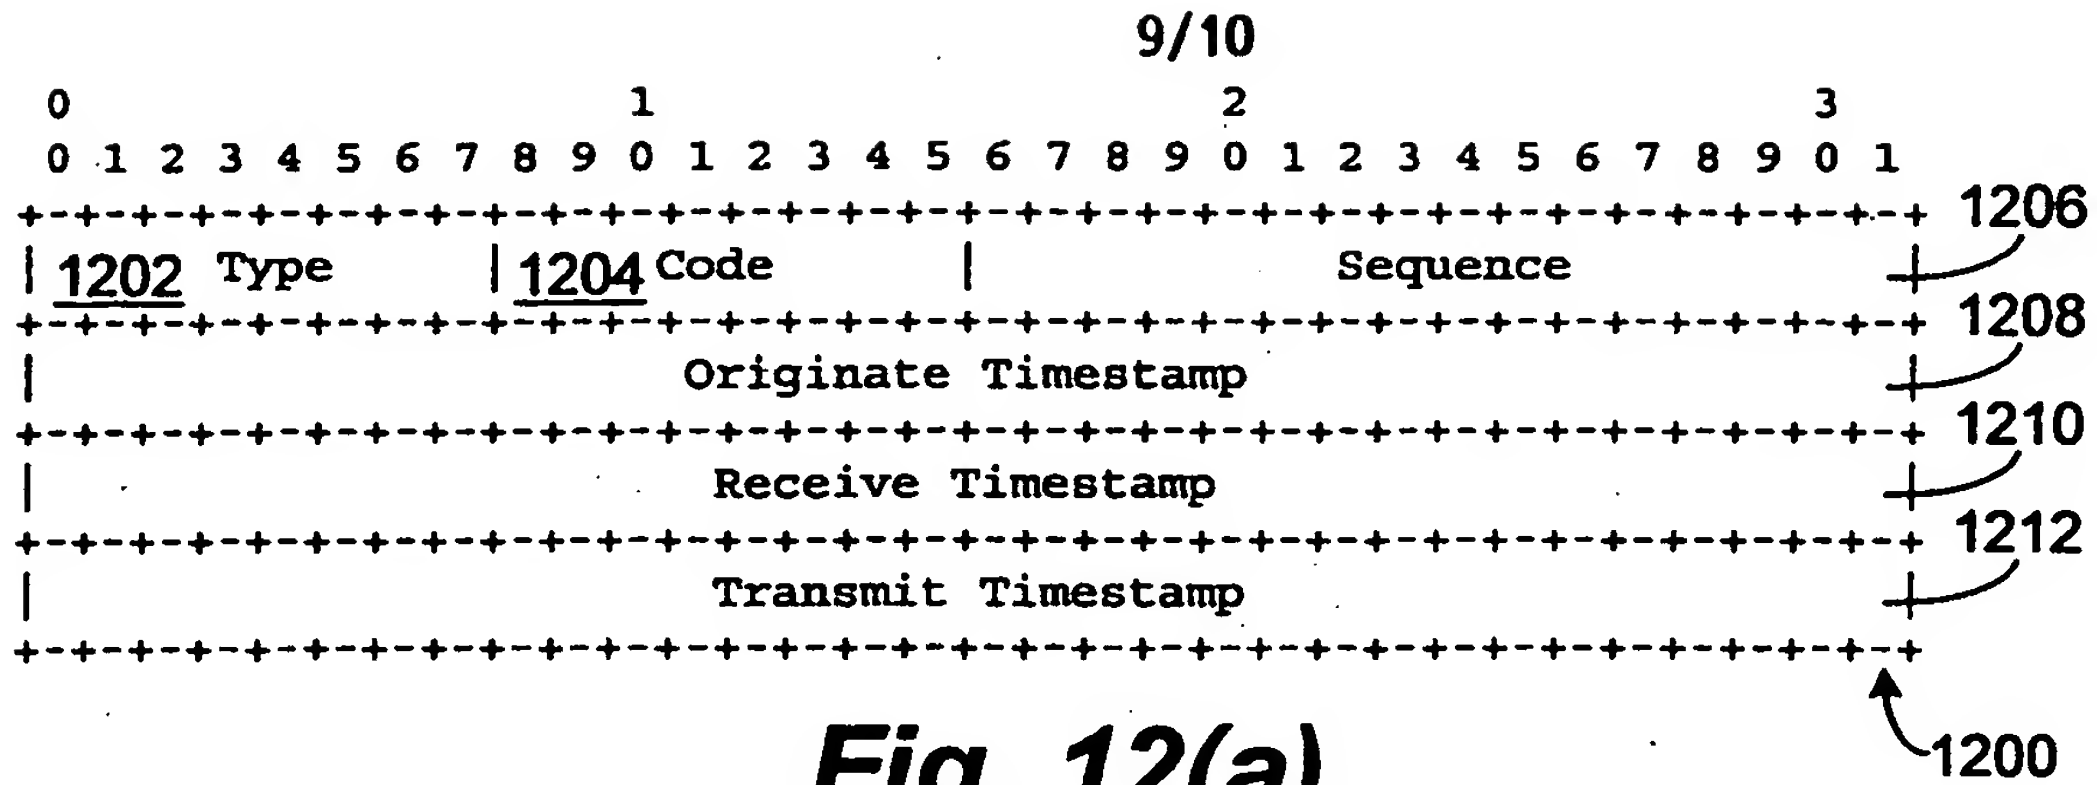 9/10
0 1 2 3
0 1 2 3 4 5 6 7 8 9 0 1 2 3 4 5 6 7 8 9 0 1 2 3 4 5 6 7 8 9 0 1
+-+-+-+-+-+-+-+-+-+-+-+-+-+-+-+-+-+-+-+-+-+-+-+-+-+-+-+-+-+-+-+-+ 1206
| 1202 Type | 1204 Code | Sequence |
+-+-+-+-+-+-+-+-+-+-+-+-+-+-+-+-+-+-+-+-+-+-+-+-+-+-+-+-+-+-+-+-+ 1208
| Originate Timestamp |
+-+-+-+-+-+-+-+-+-+-+-+-+-+-+-+-+-+-+-+-+-+-+-+-+-+-+-+-+-+-+-+-+ 1210
| Receive Timestamp |
+-+-+-+-+-+-+-+-+-+-+-+-+-+-+-+-+-+-+-+-+-+-+-+-+-+-+-+-+-+-+-+-+ 1212
| Transmit Timestamp |
+-+-+-+-+-+-+-+-+-+-+-+-+-+-+-+-+-+-+-+-+-+-+-+-+-+-+-+-+-+-+-+-+
1200
Fig. 12(a)